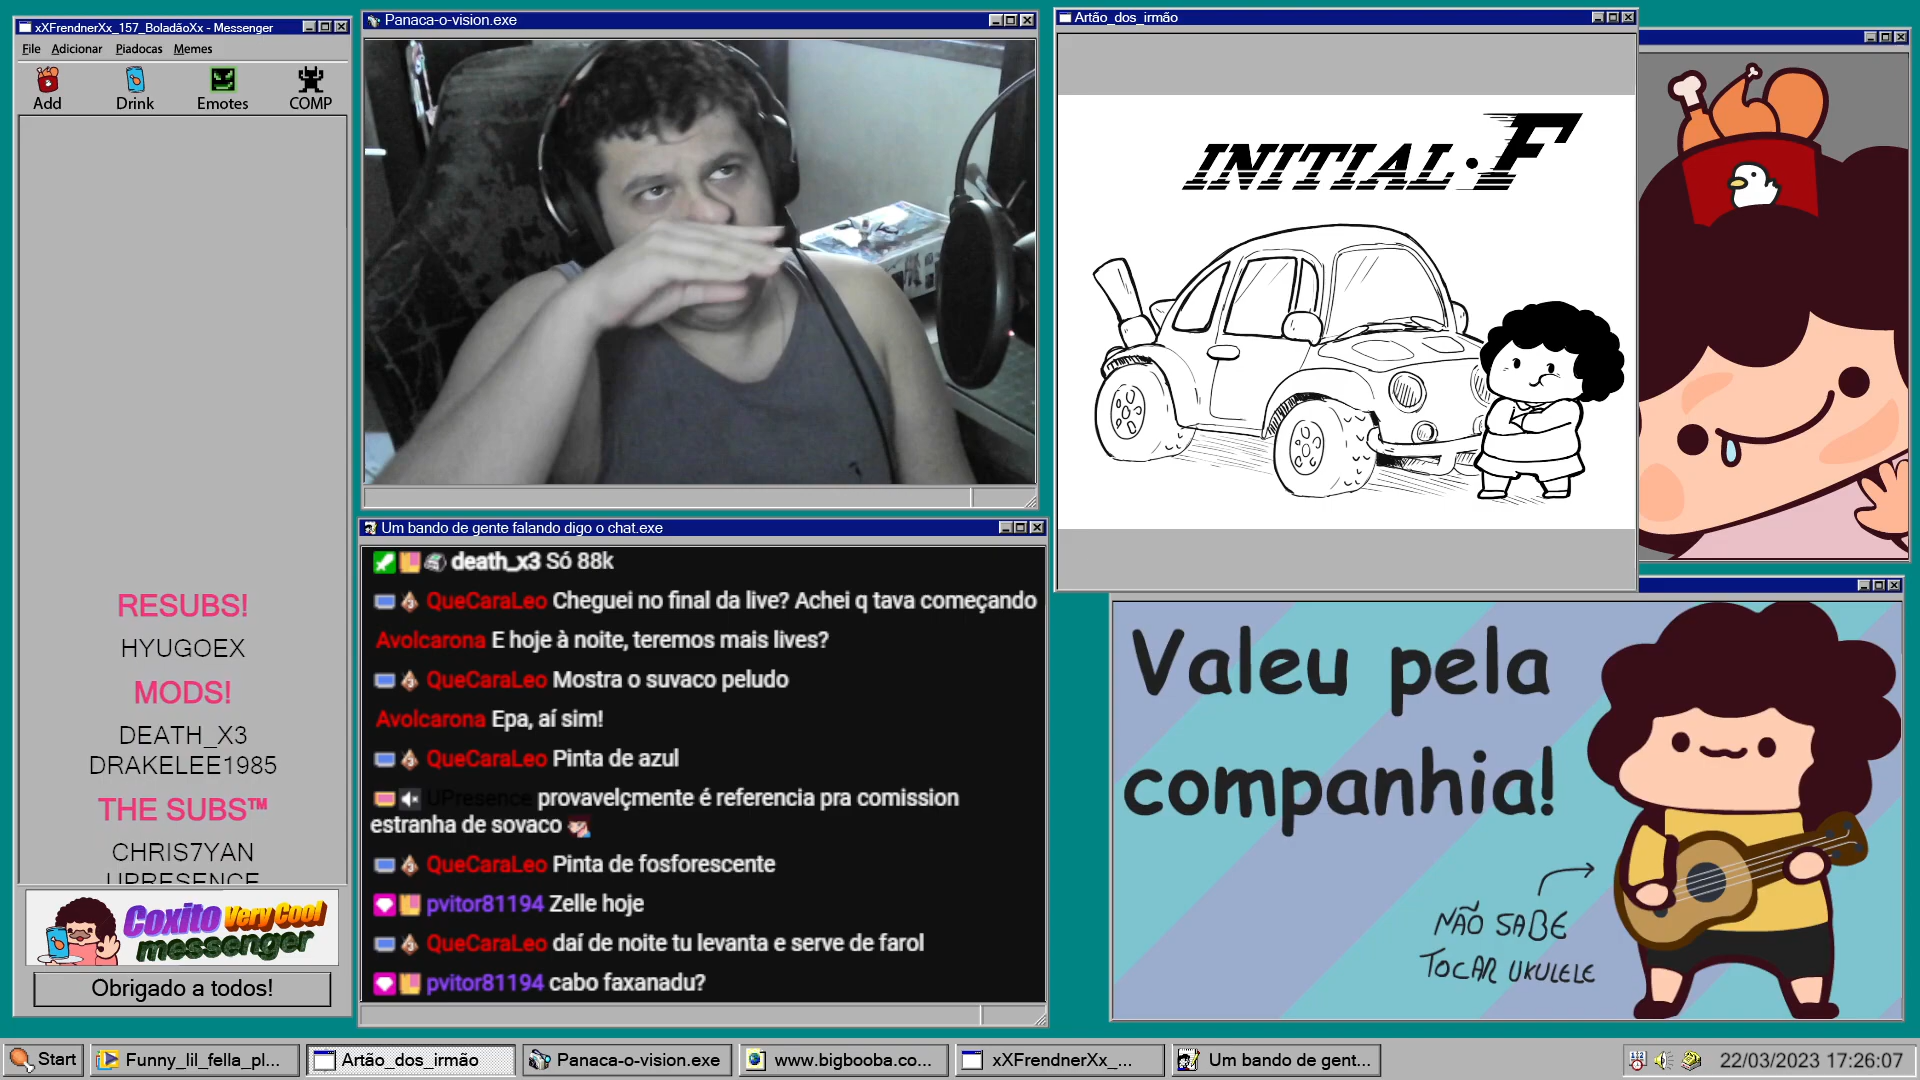 xXFrendnerXx_157_BoladãoXx - Messenger
File Adicionar Piadocas Memes
Add Drink Emotes COMP
RESUBS!
HYUGOEX
MODS!
DEATH_X3
DRAKELEE1985
THE SUBS™
CHRIS7YAN
UPRESENCE
Coxito Very Cool
messenger
Obrigado a todos!
Panaca-o-vision.exe
Um bando de gente falando digo o chat.exe
death_x3 Só 88k
QueCaraLeo Cheguei no final da live? Achei q tava começando
Avolcarona E hoje à noite, teremos mais lives?
QueCaraLeo Mostra o suvaco peludo
Avolcarona Epa, aí sim!
QueCaraLeo Pinta de azul
UPresence provavelçmente é referencia pra comission
estranha de sovaco
QueCaraLeo Pinta de fosforescente
pvitor81194 Zelle hoje
QueCaraLeo daí de noite tu levanta e serve de farol
pvitor81194 cabo faxanadu?
Artão_dos_irmão
INITIAL·F
Valeu pela
companhia!
NÃO SABE
TOCAR UKULELE
Start Funny_lil_fella_pl... Artão_dos_irmão Panaca-o-vision.exe www.bigbooba.co... xXFrendnerXx_... Um bando de gent... 22/03/2023 17:26:07